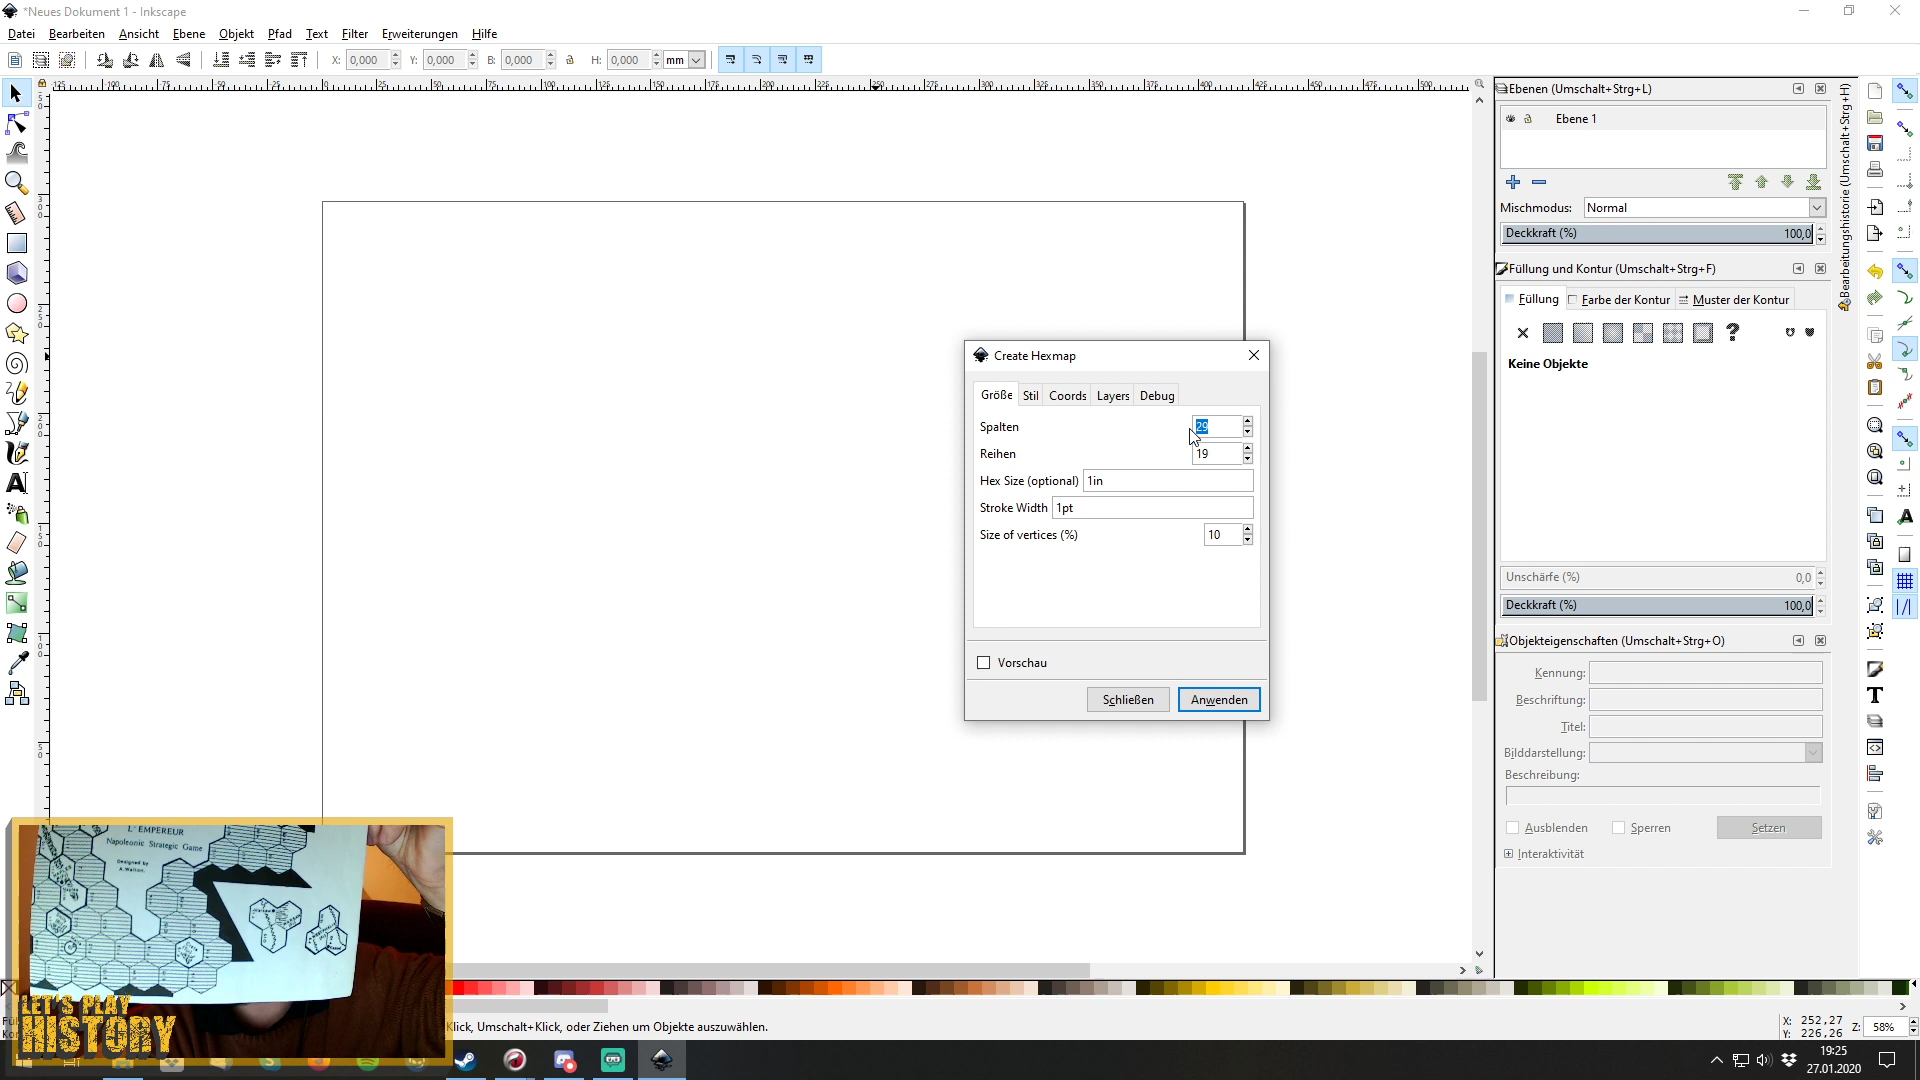 *Neues Dokument 1 - Inkscape
Datei Bearbeiten Ansicht Ebene Objekt Pfad Text Filter Erweiterungen Hilfe
X: 0,000 Y: 0,000 B: 0,000 H: 0,000 mm
Ebenen (Umschalt+Strg+L)
Ebene 1
Mischmodus: Normal
Deckkraft (%) 100,0
Bearbeitungshistorie (Umschalt+Strg+H)
Füllung und Kontur (Umschalt+Strg+F)
Füllung Farbe der Kontur Muster der Kontur
Keine Objekte
Unschärfe (%) 0,0
Deckkraft (%) 100,0
Objekteigenschaften (Umschalt+Strg+O)
Kennung:
Beschriftung:
Titel:
Bilddarstellung:
Beschreibung:
Ausblenden Sperren Setzen
Interaktivität
Create Hexmap
Größe Stil Coords Layers Debug
Spalten 29
Reihen 19
Hex Size (optional) 1in
Stroke Width 1pt
Size of vertices (%) 10
Vorschau
Schließen Anwenden
L'EMPEREUR
Napoleonic Strategic Game
Designed by
A.Walton.
LET'S PLAY
HISTORY
Klick, Umschalt+Klick, oder Ziehen um Objekte auszuwählen.
X: 252,27
Y: 226,26
Z: 58%
19:25
27.01.2020